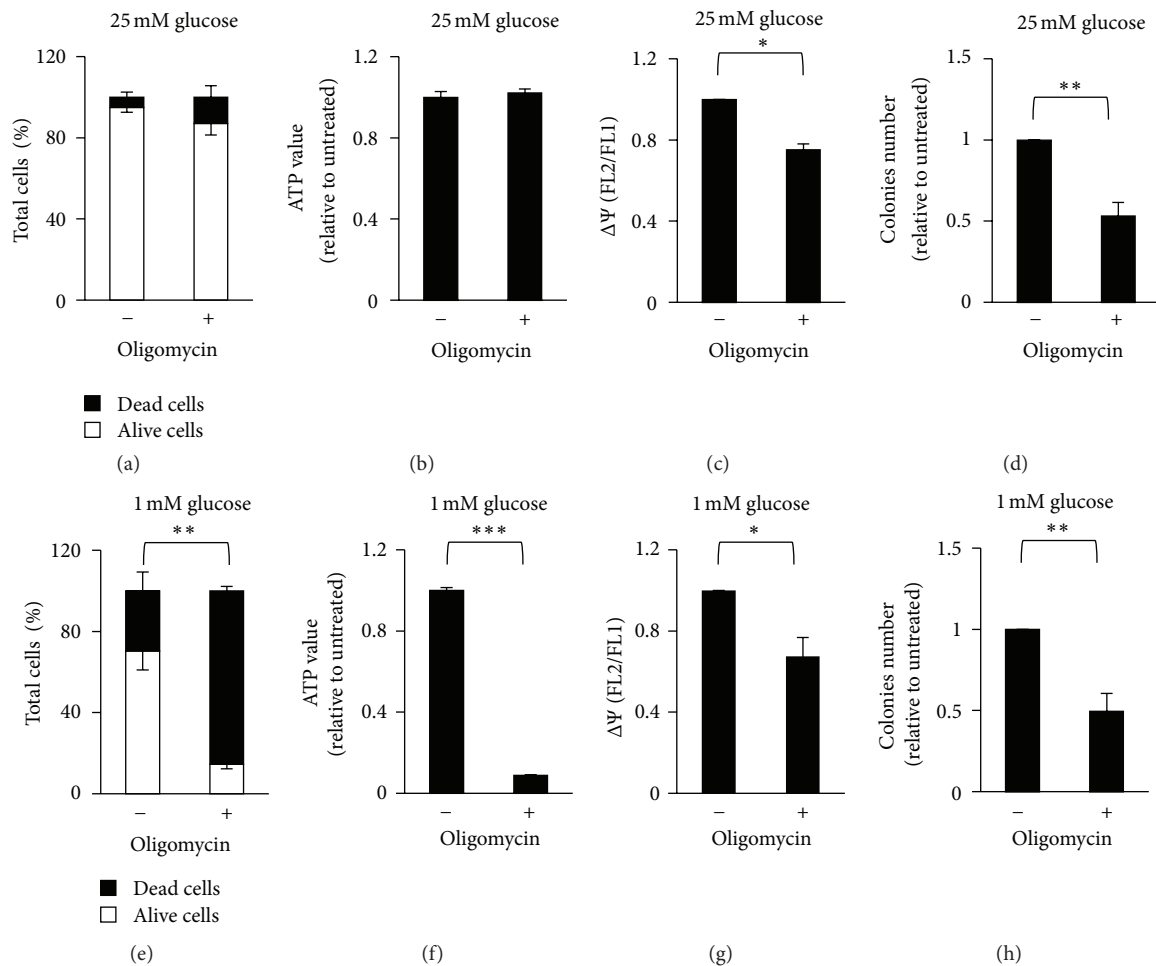 25 mM glucose
120
80
40
0
Total cells (%)
− +
Oligomycin
Dead cells
Alive cells
(a)
25 mM glucose
1.2
0.8
0.4
0
ATP value
(relative to untreated)
− +
Oligomycin
(b)
25 mM glucose
*
1.2
0.8
0.4
0
ΔΨ (FL2/FL1)
− +
Oligomycin
(c)
25 mM glucose
1.5
**
1
0.5
0
Colonies number
(relative to untreated)
− +
Oligomycin
(d)
1 mM glucose
**
120
80
40
0
Total cells (%)
− +
Oligomycin
Dead cells
Alive cells
(e)
1 mM glucose
***
1.2
0.8
0.4
0
ATP value
(relative to untreated)
− +
Oligomycin
(f)
1 mM glucose
*
1.2
0.8
0.4
0
ΔΨ (FL2/FL1)
− +
Oligomycin
(g)
1 mM glucose
**
1.5
1
0.5
0
Colonies number
(relative to untreated)
− +
Oligomycin
(h)